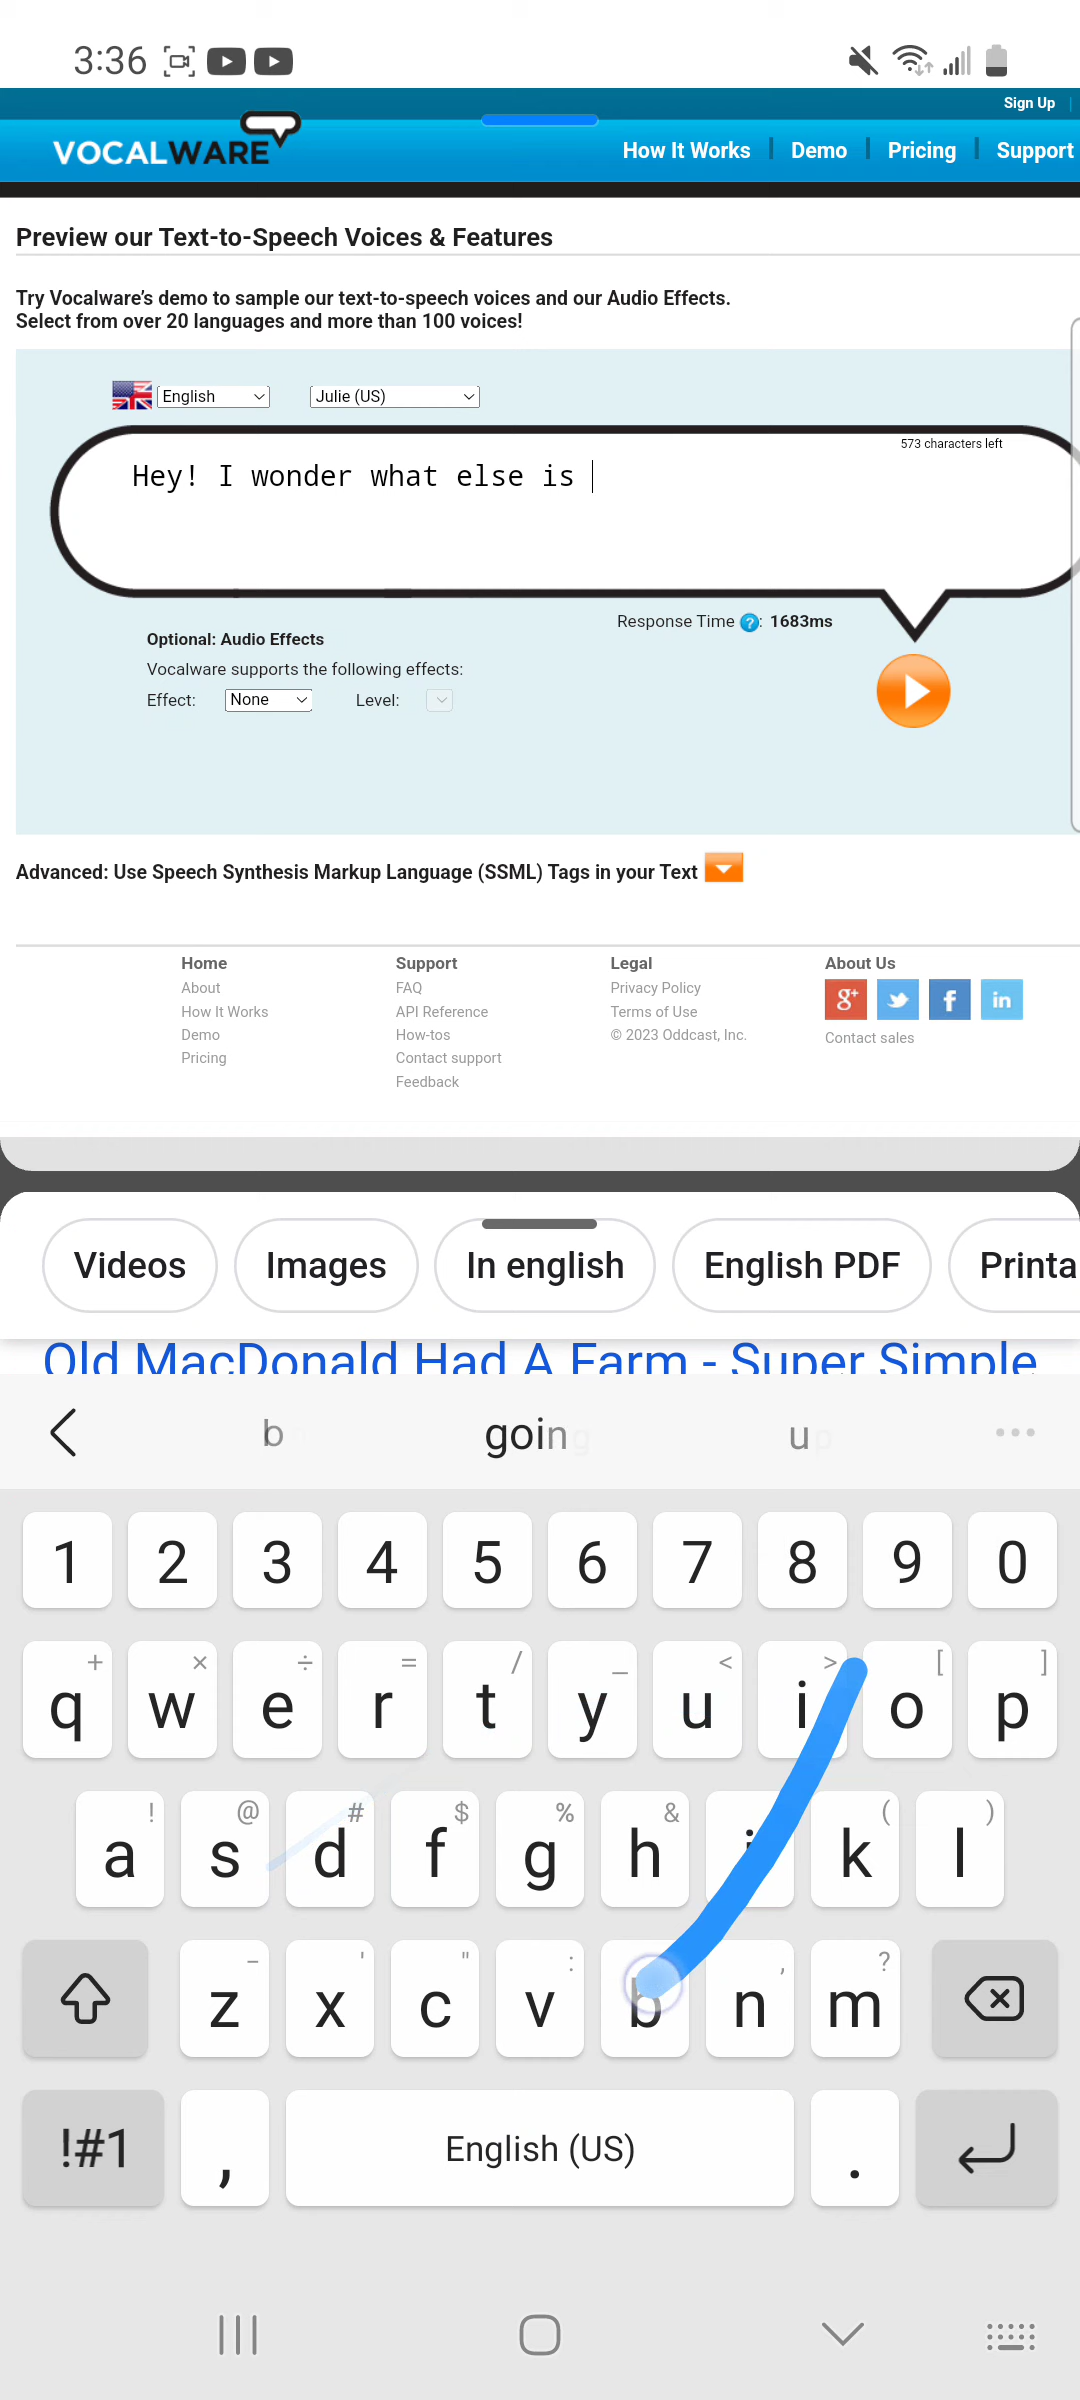 3:36
Sign Up
VOCALWARE
How It Works
Demo
Pricing
Support
Preview our Text-to-Speech Voices & Features
Try Vocalware's demo to sample our text-to-speech voices and our Audio Effects.
Select from over 20 languages and more than 100 voices!
English
Julie (US)
573 characters left
Hey! I wonder what else is
Response Time ?: 1683ms
Optional: Audio Effects
Vocalware supports the following effects:
Effect: None Level:
Advanced: Use Speech Synthesis Markup Language (SSML) Tags in your Text
Home
About
How It Works
Demo
Pricing
Support
FAQ
API Reference
How-tos
Contact support
Feedback
Legal
Privacy Policy
Terms of Use
© 2023 Oddcast, Inc.
About Us
g+ f in
Contact sales
Videos
Images
In english
English PDF
Printa
Old MacDonald Had A Farm - Super Simple
going
up
1 2 3 4 5 6 7 8 9 0
+ × ÷ = / _ < > [ ]
q w e r t y u i o p
! @ # $ % & ( )
a s d f g h j k l
- ' " : , ?
z x c v b n m
!#1 , English (US) .